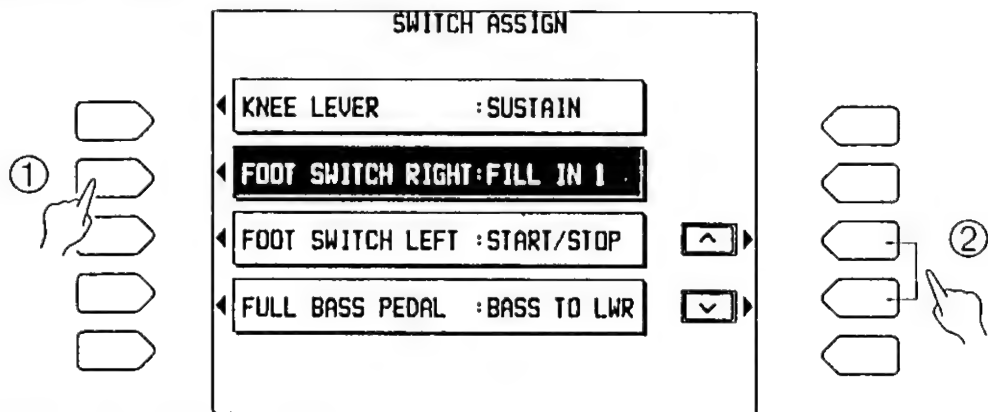 SWITCH ASSIGN
KNEE LEVER :SUSTAIN
① FOOT SWITCH RIGHT:FILL IN 1
FOOT SWITCH LEFT :START/STOP
②
FULL BASS PEDAL :BASS TO LWR